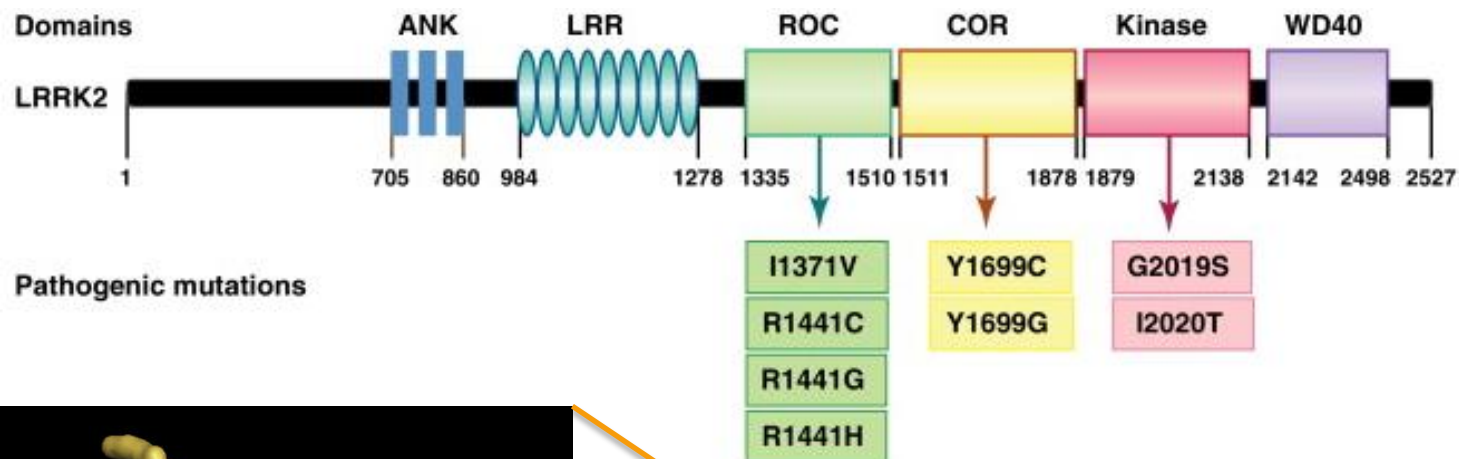 Domains ANK LRR ROC COR Kinase WD40
LRRK2
1 705 860 984 1278 1335 1510 1511 1878 1879 2138 2142 2498 2527
Pathogenic mutations
I1371V Y1699C G2019S
R1441C Y1699G I2020T
R1441G
R1441H